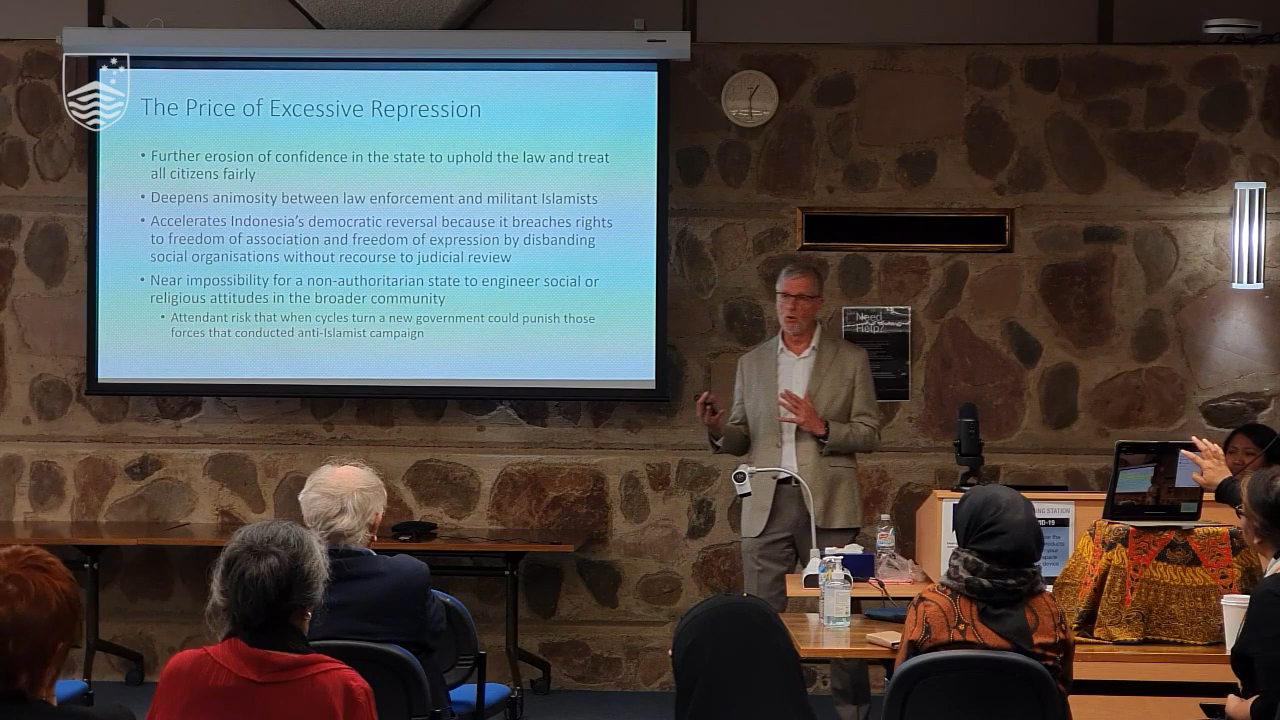 The Price of Excessive Repression
• Further erosion of confidence in the state to uphold the law and treat
all citizens fairly
• Deepens animosity between law enforcement and militant Islamists
• Accelerates Indonesia's democratic reversal because it breaches rights
to freedom of association and freedom of expression by disbanding
social organisations without recourse to judicial review
• Near impossibility for a non-authoritarian state to engineer social or
religious attitudes in the broader community
• Attendant risk that when cycles turn a new government could punish those
forces that conducted anti-Islamist campaign
Need
Help?
STATION